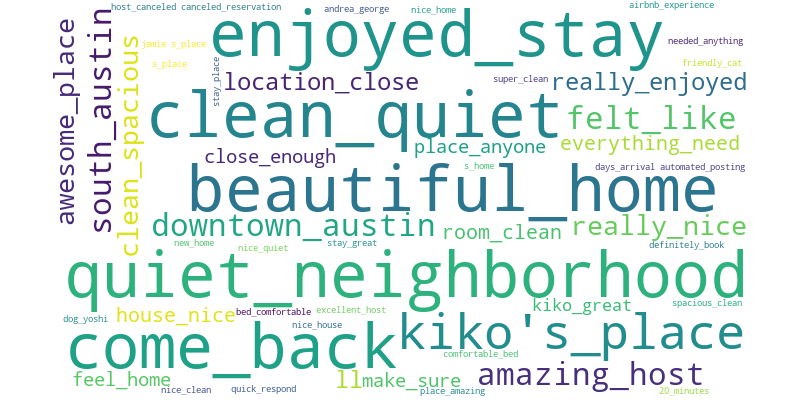 host_canceled canceled_reservation
andrea_george
nice_home
airbnb_experience
enjoyed_stay
awesome_place
south_austin
clean_spacious
jamie s_place
s_place
needed_anything
friendly_cat
stay_place
location_close
super_clean
really_enjoyed
clean_quiet
felt_like
close_enough
place_anyone
everything_need
s_home
days_arrival automated_posting
beautiful_home
downtown_austin
room_clean
really_nice
new_home
nice_quiet
stay_great
definitely_book
quiet_neighborhood
kiko_great
spacious_clean
house_nice
bed_comfortable
excellent_host
dog_yoshi
nice_house
come_back
kiko's_place
comfortable_bed
feel_home
ll
make_sure
amazing_host
nice_clean
quick_respond
place_amazing
20_minutes